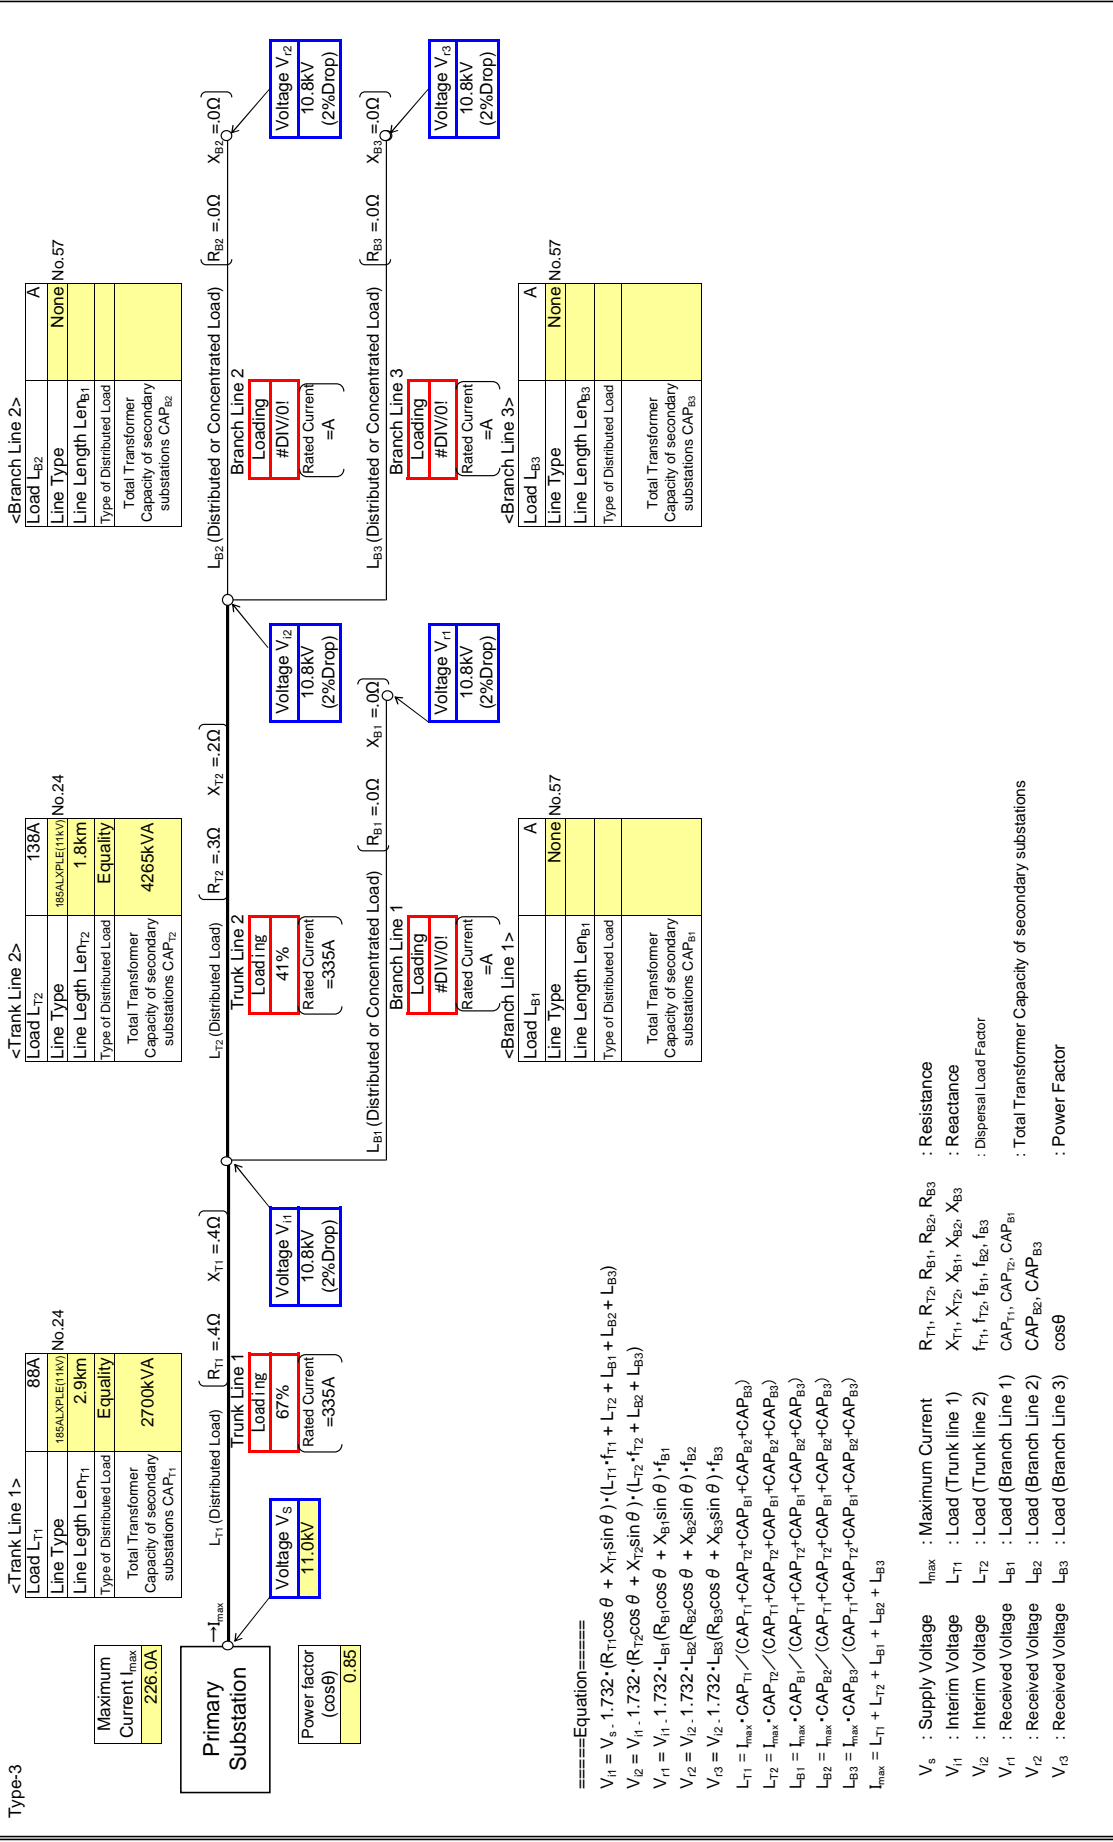 Type-3
Maximum
Current Imax
226.0A
Primary
Substation
Power factor
(cosθ)
0.85
→Imax
Voltage VS
11.0kV
<Trank Line 1>
Load LT1 88A
Line Type 185ALXPLE(11kV) No.24
Line Legth LenT1 2.9km
Type of Distributed Load Equality
Total Transformer
Capacity of secondary
substations CAPT1
2700kVA
LT1 (Distributed Load)
RT1 =.4Ω XT1 =.4Ω
Trunk Line 1
Loading
67%
Rated Current
=335A
Voltage Vi1
10.8kV
(2%Drop)
<Trank Line 2>
Load LT2 138A
Line Type 185ALXPLE(11kV) No.24
Line Legth LenT2 1.8km
Type of Distributed Load Equality
Total Transformer
Capacity of secondary
substations CAPT2
4265kVA
LT2 (Distributed Load)
RT2 =.3Ω XT2 =.2Ω
Trunk Line 2
Loading
41%
Rated Current
=335A
Voltage Vi2
10.8kV
(2%Drop)
LB1 (Distributed or Concentrated Load)
RB1 =.0Ω XB1 =.0Ω
Branch Line 1
Loading
#DIV/0!
Rated Current
=A
Voltage Vr1
10.8kV
(2%Drop)
<Branch Line 1>
Load LB1 A
Line Type None No.57
Line Length LenB1
Type of Distributed Load
Total Transformer
Capacity of secondary
substations CAPB1
<Branch Line 2>
Load LB2 A
Line Type None No.57
Line Length LenB1
Type of Distributed Load
Total Transformer
Capacity of secondary
substations CAPB2
LB2 (Distributed or Concentrated Load)
RB2 =.0Ω XB2 =.0Ω
Branch Line 2
Loading
#DIV/0!
Rated Current
=A
Voltage Vr2
10.8kV
(2%Drop)
LB3 (Distributed or Concentrated Load)
RB3 =.0Ω XB3 =.0Ω
Branch Line 3
Loading
#DIV/0!
Rated Current
=A
Voltage Vr3
10.8kV
(2%Drop)
<Branch Line 3>
Load LB3 A
Line Type None No.57
Line Length LenB3
Type of Distributed Load
Total Transformer
Capacity of secondary
substations CAPB3
=====Equation=====
Vi1 = VS - 1.732・(RT1cos θ + XT1sin θ)・(LT1・fT1 + LT2 + LB1 + LB2 + LB3)
Vi2 = Vi1 - 1.732・(RT2cos θ + XT2sin θ)・(LT2・fT2 + LB2 + LB3)
Vr1 = Vi1 - 1.732・LB1(RB1cos θ + XB1sin θ)・fB1
Vr2 = Vi2 - 1.732・LB2(RB2cos θ + XB2sin θ)・fB2
Vr3 = Vi2 - 1.732・LB3(RB3cos θ + XB3sin θ)・fB3
LT1 = Imax・CAPT1／(CAPT1+CAPT2+CAPB1+CAPB2+CAPB3)
LT2 = Imax・CAPT2／(CAPT1+CAPT2+CAPB1+CAPB2+CAPB3)
LB1 = Imax・CAPB1／(CAPT1+CAPT2+CAPB1+CAPB2+CAPB3)
LB2 = Imax・CAPB2／(CAPT1+CAPT2+CAPB1+CAPB2+CAPB3)
LB3 = Imax・CAPB3／(CAPT1+CAPT2+CAPB1+CAPB2+CAPB3)
Imax = LT1 + LT2 + LB1 + LB2 + LB3
Vs : Supply Voltage Imax : Maximum Current RT1, RT2, RB1, RB2, RB3 : Resistance
Vi1 : Interim Voltage LT1 : Load (Trunk line 1) XT1, XT2, XB1, XB2, XB3 : Reactance
Vi2 : Interim Voltage LT2 : Load (Trunk line 2) fT1, fT2, fB1, fB2, fB3 : Dispersal Load Factor
Vr1 : Received Voltage LB1 : Load (Branch Line 1) CAPT1, CAPT2, CAPB1 : Total Transformer Capacity of secondary substations
Vr2 : Received Voltage LB2 : Load (Branch Line 2) CAPB2, CAPB3
Vr3 : Received Voltage LB3 : Load (Branch Line 3) cosθ : Power Factor